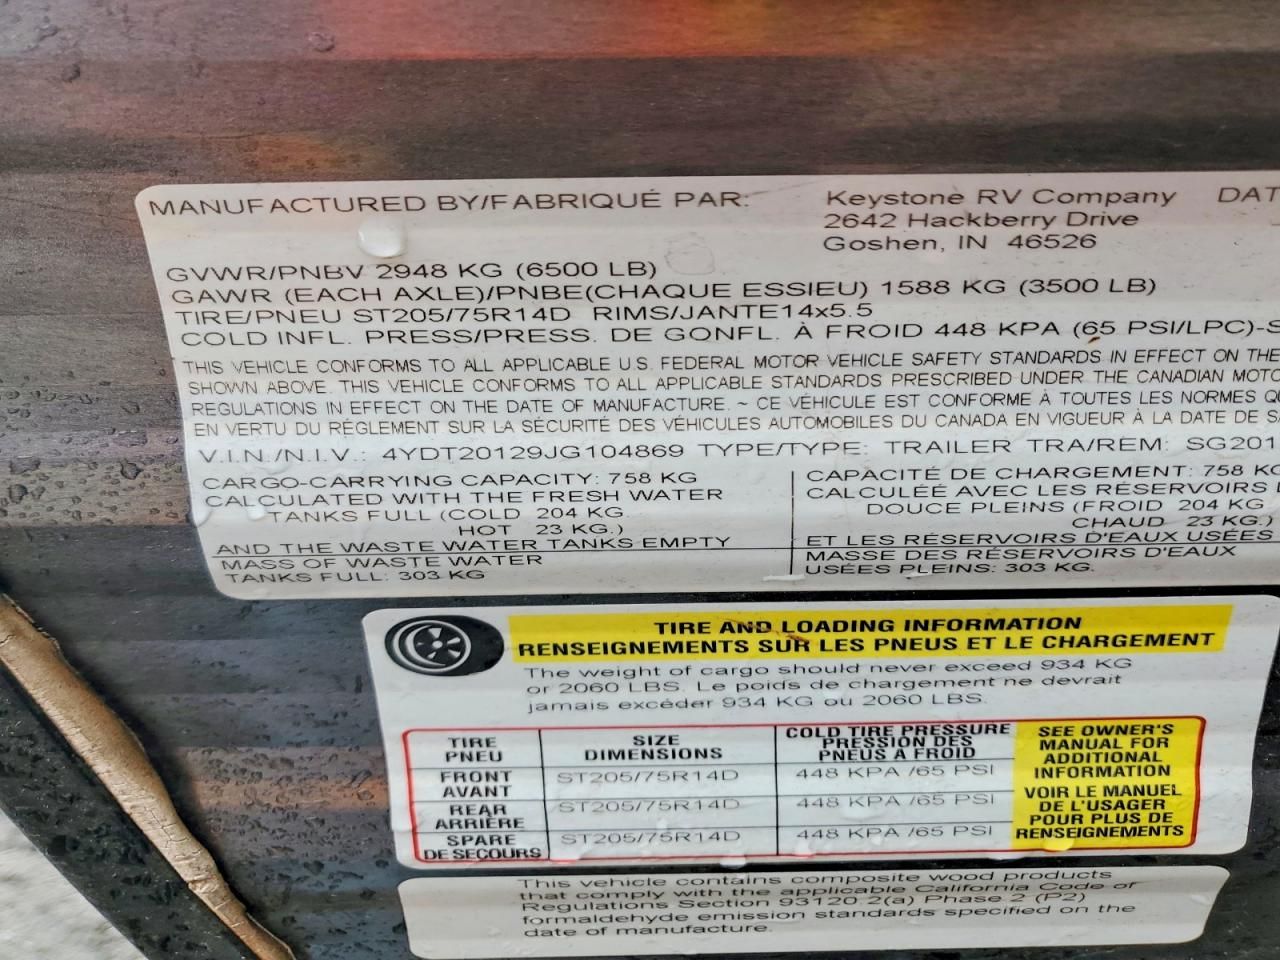 MANUFACTURED BY/FABRIQUÉ PAR: Keystone RV Company DAT
2642 Hackberry Drive
Goshen, IN 46526
GVWR/PNBV 2948 KG (6500 LB)
GAWR (EACH AXLE)/PNBE(CHAQUE ESSIEU) 1588 KG (3500 LB)
TIRE/PNEU ST205/75R14D RIMS/JANTE14x5.5
COLD INFL. PRESS/PRESS. DE GONFL. À FROID 448 KPA (65 PSI/LPC)-S
THIS VEHICLE CONFORMS TO ALL APPLICABLE U.S. FEDERAL MOTOR VEHICLE SAFETY STANDARDS IN EFFECT ON THE
SHOWN ABOVE. THIS VEHICLE CONFORMS TO ALL APPLICABLE STANDARDS PRESCRIBED UNDER THE CANADIAN MOTO
REGULATIONS IN EFFECT ON THE DATE OF MANUFACTURE. ~ CE VÉHICULE EST CONFORME À TOUTES LES NORMES QU
EN VERTU DU RÉGLEMENT SUR LA SÉCURITÉ DES VÉHICULES AUTOMOBILES DU CANADA EN VIGUEUR À LA DATE DE S
V.I.N./N.I.V.: 4YDT20129JG104869 TYPE/TYPE: TRAILER TRA/REM: SG201
CARGO-CARRYING CAPACITY: 758 KG
CALCULATED WITH THE FRESH WATER
TANKS FULL (COLD 204 KG.
HOT 23 KG.)
AND THE WASTE WATER TANKS EMPTY
MASS OF WASTE WATER
TANKS FULL: 303 KG
CAPACITÉ DE CHARGEMENT: 758 KG
CALCULÉE AVEC LES RÉSERVOIRS
DOUCE PLEINS (FROID 204 KG
CHAUD 23 KG.)
ET LES RÉSERVOIRS D'EAUX USÉES
MASSE DES RÉSERVOIRS D'EAUX
USÉES PLEINS: 303 KG.
TIRE AND LOADING INFORMATION
RENSEIGNEMENTS SUR LES PNEUS ET LE CHARGEMENT
The weight of cargo should never exceed 934 KG
or 2060 LBS. Le poids de chargement ne devrait
jamais excéder 934 KG ou 2060 LBS.
TIRE PNEU SIZE DIMENSIONS COLD TIRE PRESSURE PRESSION DES PNEUS A FROID
FRONT AVANT ST205/75R14D 448 KPA /65 PSI
REAR ARRIÈRE ST205/75R14D 448 KPA /65 PSI
SPARE DE SECOURS ST205/75R14D 448 KPA /65 PSI
SEE OWNER'S
MANUAL FOR
ADDITIONAL
INFORMATION
VOIR LE MANUEL
DE L'USAGER
POUR PLUS DE
RENSEIGNEMENTS
This vehicle contains composite wood products
that comply with the applicable California Code of
Regulations Section 93120.2(a) Phase 2 (P2)
formaldehyde emission standards specified on the
date of manufacture.